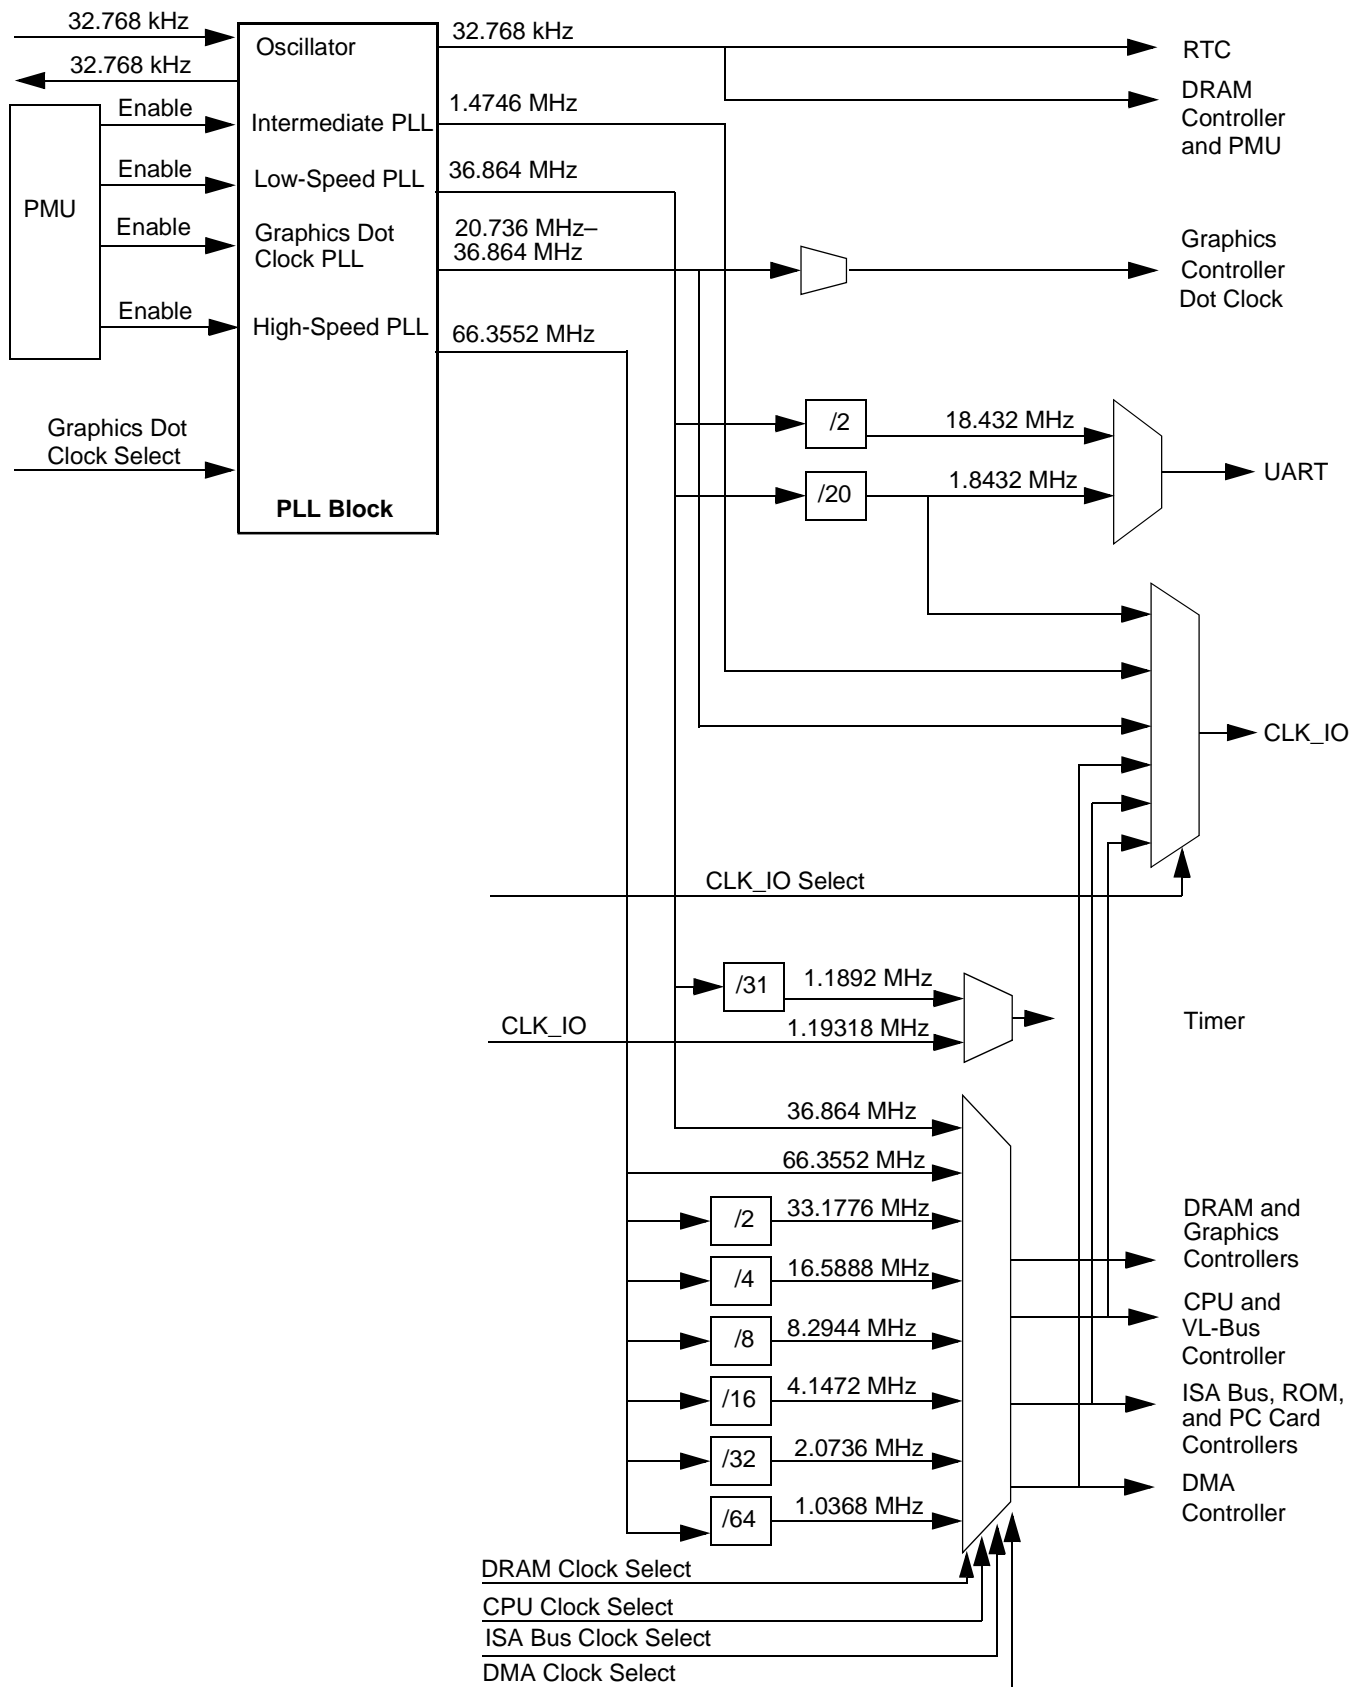 32.768 kHz
32.768 kHz
Enable
Enable
Enable
Enable
PMU
Graphics Dot
Clock Select
Oscillator
Intermediate PLL
Low-Speed PLL
Graphics Dot
Clock PLL
High-Speed PLL
PLL Block
32.768 kHz
1.4746 MHz
36.864 MHz
20.736 MHz–
36.864 MHz
66.3552 MHz
RTC
DRAM
Controller
and PMU
Graphics
Controller
Dot Clock
/2
18.432 MHz
/20
1.8432 MHz
UART
CLK_IO
CLK_IO Select
/31
1.1892 MHz
CLK_IO
1.19318 MHz
Timer
36.864 MHz
66.3552 MHz
/2
33.1776 MHz
/4
16.5888 MHz
/8
8.2944 MHz
/16
4.1472 MHz
/32
2.0736 MHz
/64
1.0368 MHz
DRAM and
Graphics
Controllers
CPU and
VL-Bus
Controller
ISA Bus, ROM,
and PC Card
Controllers
DMA
Controller
DRAM Clock Select
CPU Clock Select
ISA Bus Clock Select
DMA Clock Select